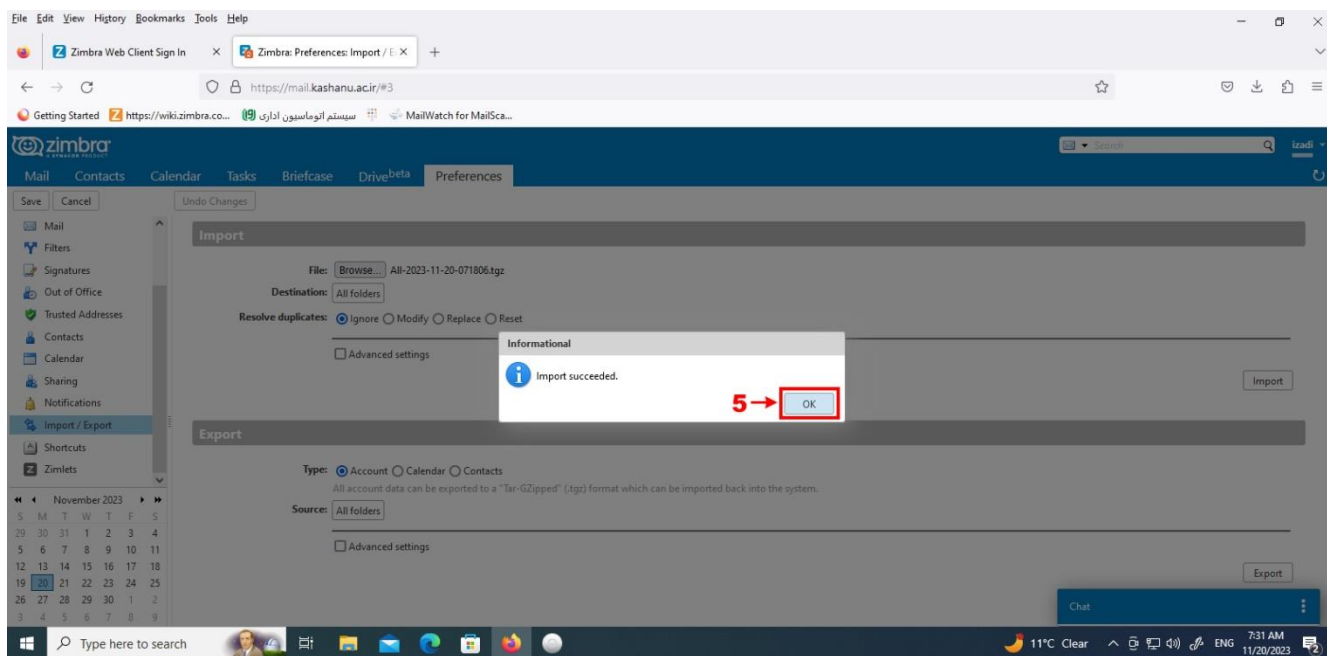 File Edit View History Bookmarks Tools Help
Zimbra Web Client Sign In
Zimbra: Preferences: Import / E
https://mail.kashanu.ac.ir/#3
Getting Started https://wiki.zimbra.co... سیستم اتوماسیون اداری MailWatch for MailSca...
zimbra
A SYNACOR PRODUCT
Search
izadi
Mail Contacts Calendar Tasks Briefcase Drive beta Preferences
Save Cancel Undo Changes
Mail
Filters
Signatures
Out of Office
Trusted Addresses
Contacts
Calendar
Sharing
Notifications
Import / Export
Shortcuts
Zimlets
November 2023
S M T W T F S
29 30 31 1 2 3 4
5 6 7 8 9 10 11
12 13 14 15 16 17 18
19 20 21 22 23 24 25
26 27 28 29 30 1 2
3 4 5 6 7 8 9
Import
File: Browse... All-2023-11-20-071806.tgz
Destination: All folders
Resolve duplicates: Ignore Modify Replace Reset
Advanced settings
Import
Informational
Import succeeded.
5 → OK
Export
Type: Account Calendar Contacts
All account data can be exported to a "Tar-GZipped" (.tgz) format which can be imported back into the system.
Source: All folders
Advanced settings
Export
Chat
Type here to search
11°C Clear
ENG
7:31 AM
11/20/2023
2